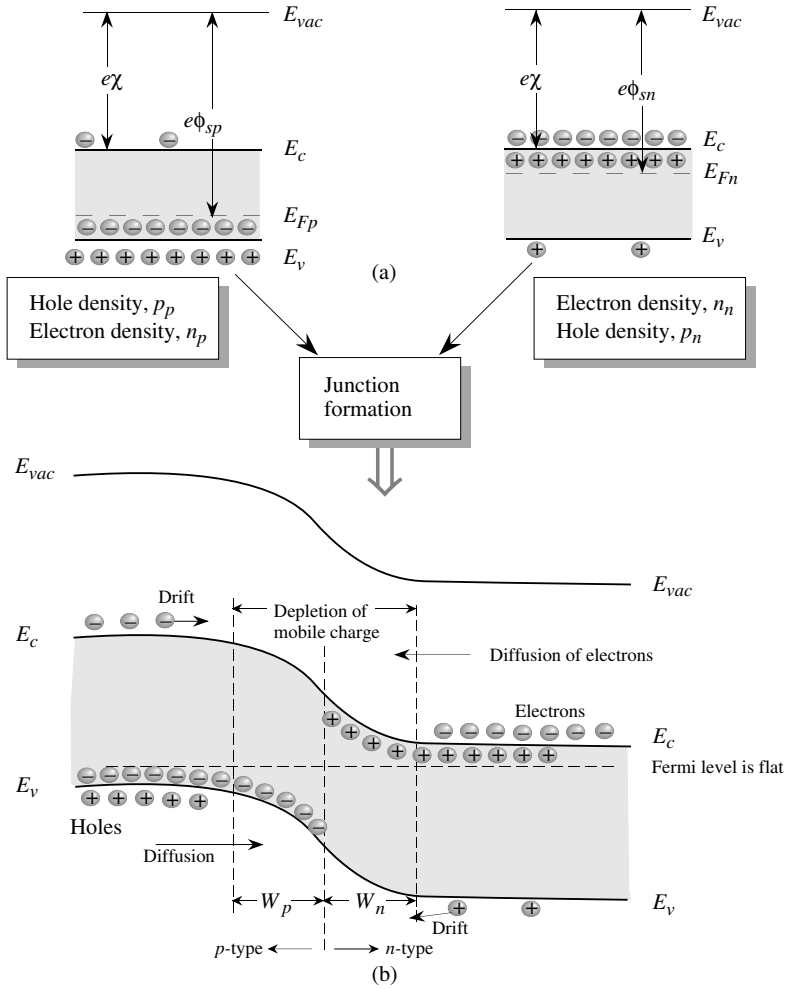 E_vac
E_vac
eχ
eϕ_sp
eχ
eϕ_sn
E_c
E_c
E_Fn
E_Fp
E_v
E_v
(a)
Hole density, p_p
Electron density, n_p
Electron density, n_n
Hole density, p_n
Junction
formation
E_vac
E_vac
Drift
Depletion of
mobile charge
E_c
Diffusion of electrons
Electrons
E_c
Fermi level is flat
E_v
Holes
Diffusion
W_p
W_n
E_v
Drift
p-type
n-type
(b)